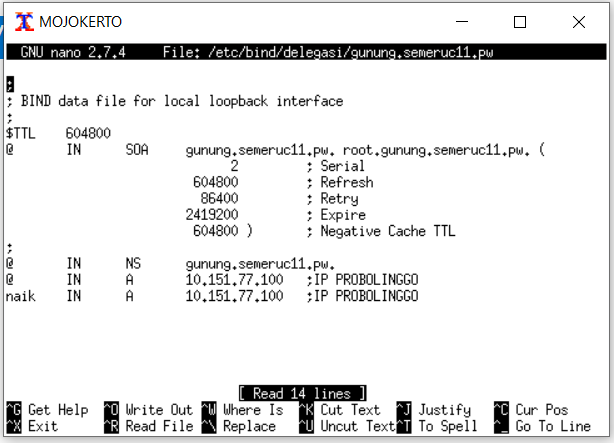 MOJOKERTO
GNU nano 2.7.4 File: /etc/bind/delegasi/gunung.semeruc11.pw
;
; BIND data file for local loopback interface
;
$TTL 604800
@ IN SOA gunung.semeruc11.pw. root.gunung.semeruc11.pw. (
2 ; Serial
604800 ; Refresh
86400 ; Retry
2419200 ; Expire
604800 ) ; Negative Cache TTL
;
@ IN NS gunung.semeruc11.pw.
@ IN A 10.151.77.100 ;IP PROBOLINGGO
naik IN A 10.151.77.100 ;IP PROBOLINGGO
[ Read 14 lines ]
^G Get Help ^O Write Out ^W Where Is ^K Cut Text ^J Justify ^C Cur Pos
^X Exit ^R Read File ^\ Replace ^U Uncut Text ^T To Spell ^_ Go To Line